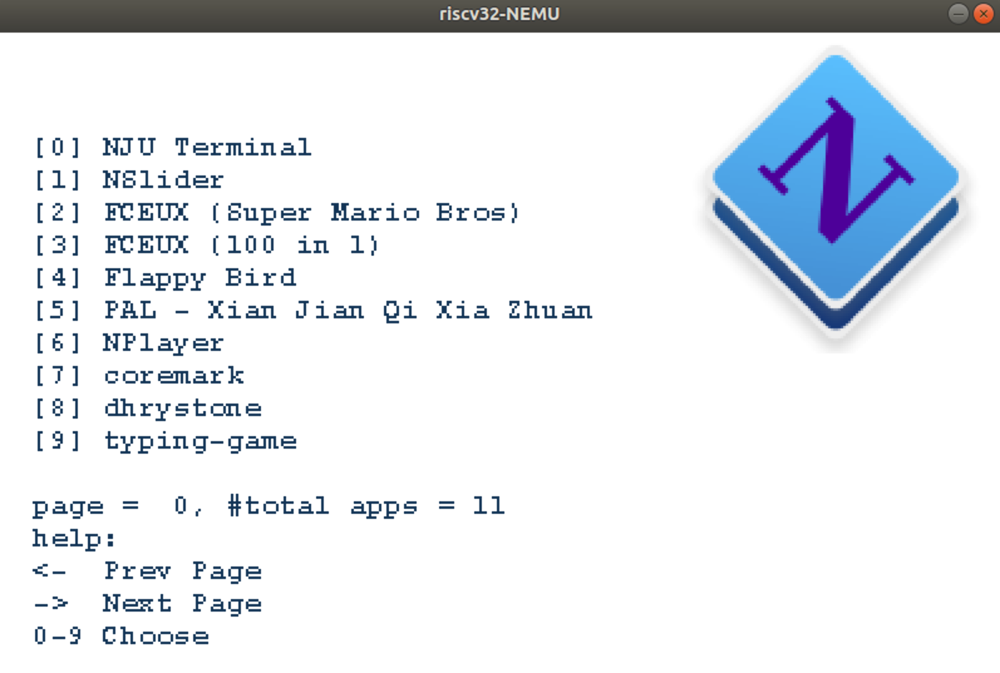 riscv32-NEMU
N
[0] NJU Terminal
[1] NSlider
[2] FCEUX (Super Mario Bros)
[3] FCEUX (100 in 1)
[4] Flappy Bird
[5] PAL - Xian Jian Qi Xia Zhuan
[6] NPlayer
[7] coremark
[8] dhrystone
[9] typing-game
page =  0, #total apps = 11
help:
<-  Prev Page
->  Next Page
0-9 Choose